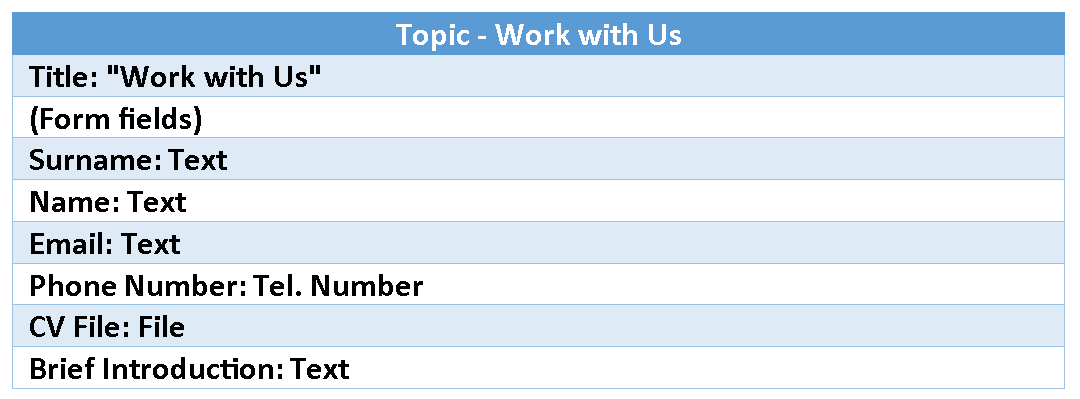 Topic - Work with Us
Title: "Work with Us"
(Form fields)
Surname: Text
Name: Text
Email: Text
Phone Number: Tel. Number
CV File: File
Brief Introduction: Text